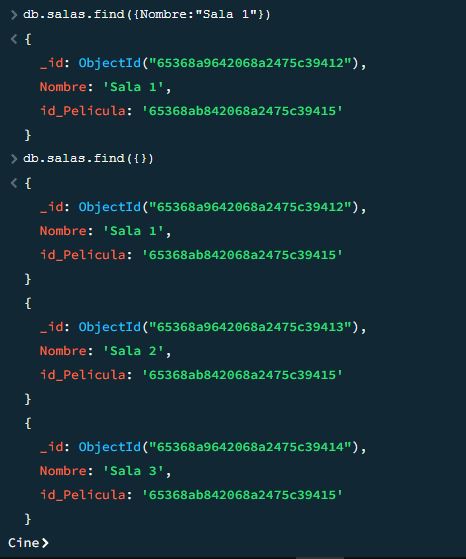 > db.salas.find({Nombre:"Sala 1"})
< {
_id: ObjectId("65368a9642068a2475c39412"),
Nombre: 'Sala 1',
id_Pelicula: '65368ab842068a2475c39415'
}
> db.salas.find({})
< {
_id: ObjectId("65368a9642068a2475c39412"),
Nombre: 'Sala 1',
id_Pelicula: '65368ab842068a2475c39415'
}
{
_id: ObjectId("65368a9642068a2475c39413"),
Nombre: 'Sala 2',
id_Pelicula: '65368ab842068a2475c39415'
}
{
_id: ObjectId("65368a9642068a2475c39414"),
Nombre: 'Sala 3',
id_Pelicula: '65368ab842068a2475c39415'
}
Cine>